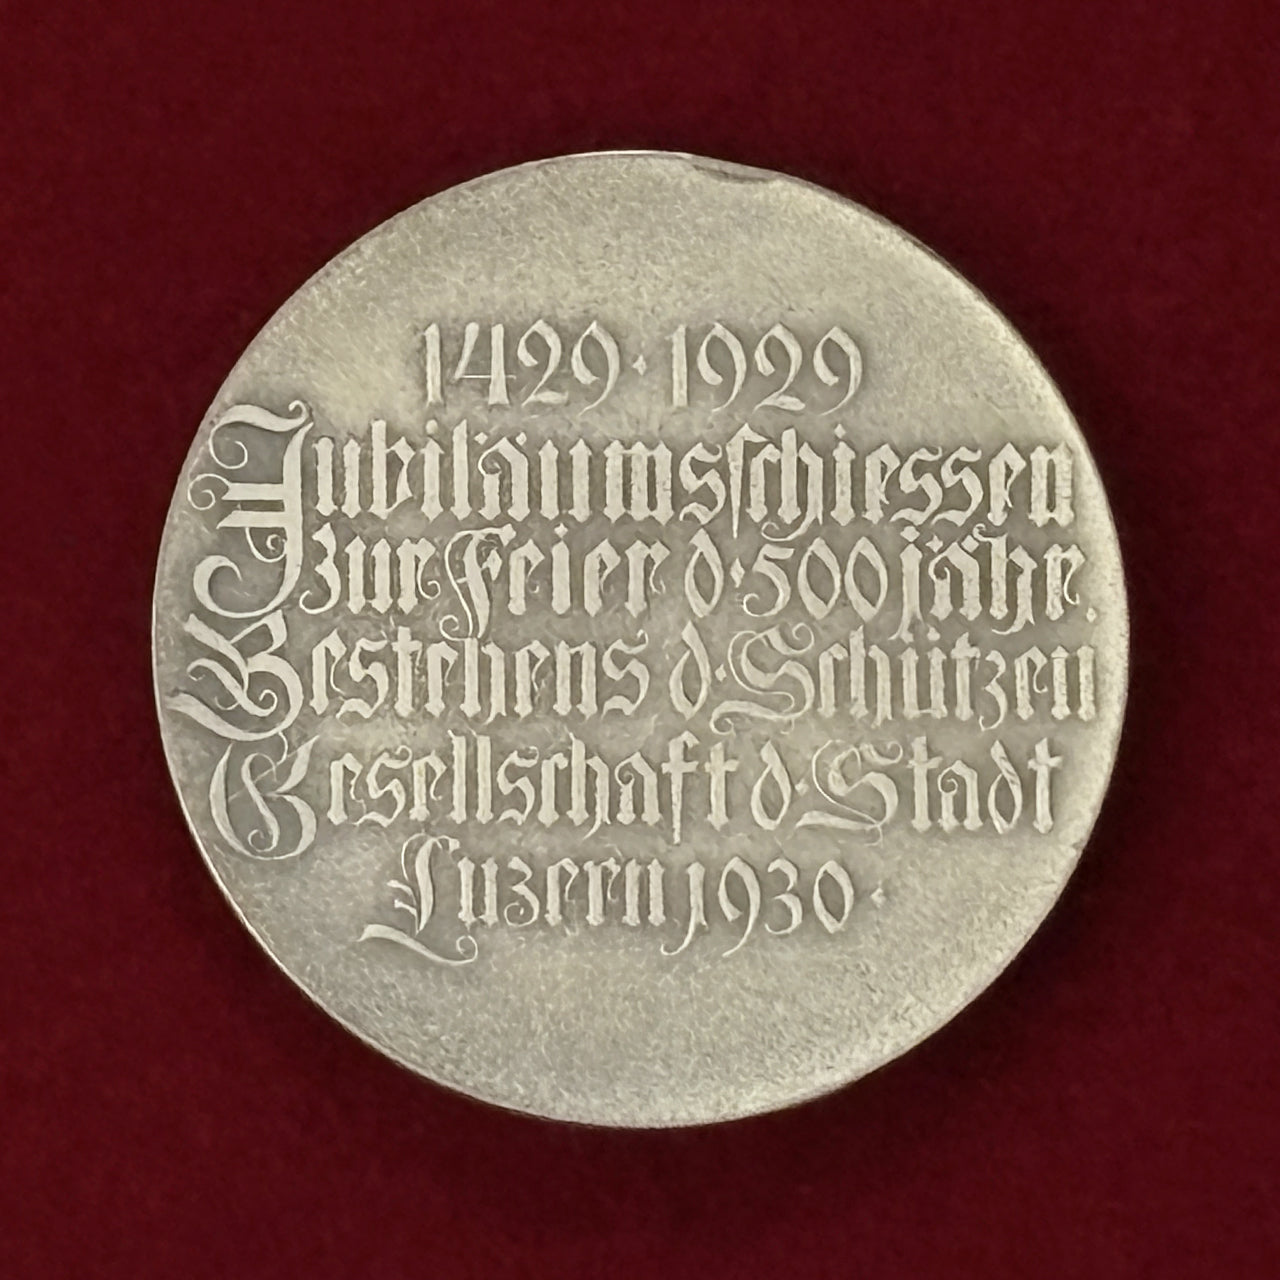 1429 · 1929
Jubiläumsschiessen
zur Feier d · 500 jähr.
Bestehens d · Schützen
Gesellschaft d · Stadt
Luzern 1930 ·